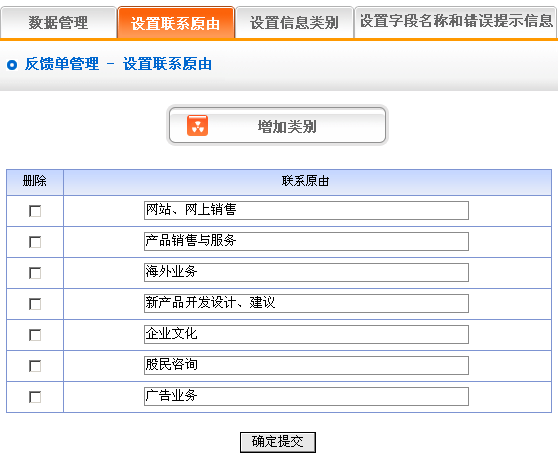 数据管理 设置联系原由 设置信息类别 设置字段名称和错误提示信息
反馈单管理 - 设置联系原由
增加类别
删除 联系原由
网站、网上销售
产品销售与服务
海外业务
新产品开发设计、建议
企业文化
股民咨询
广告业务
确定提交